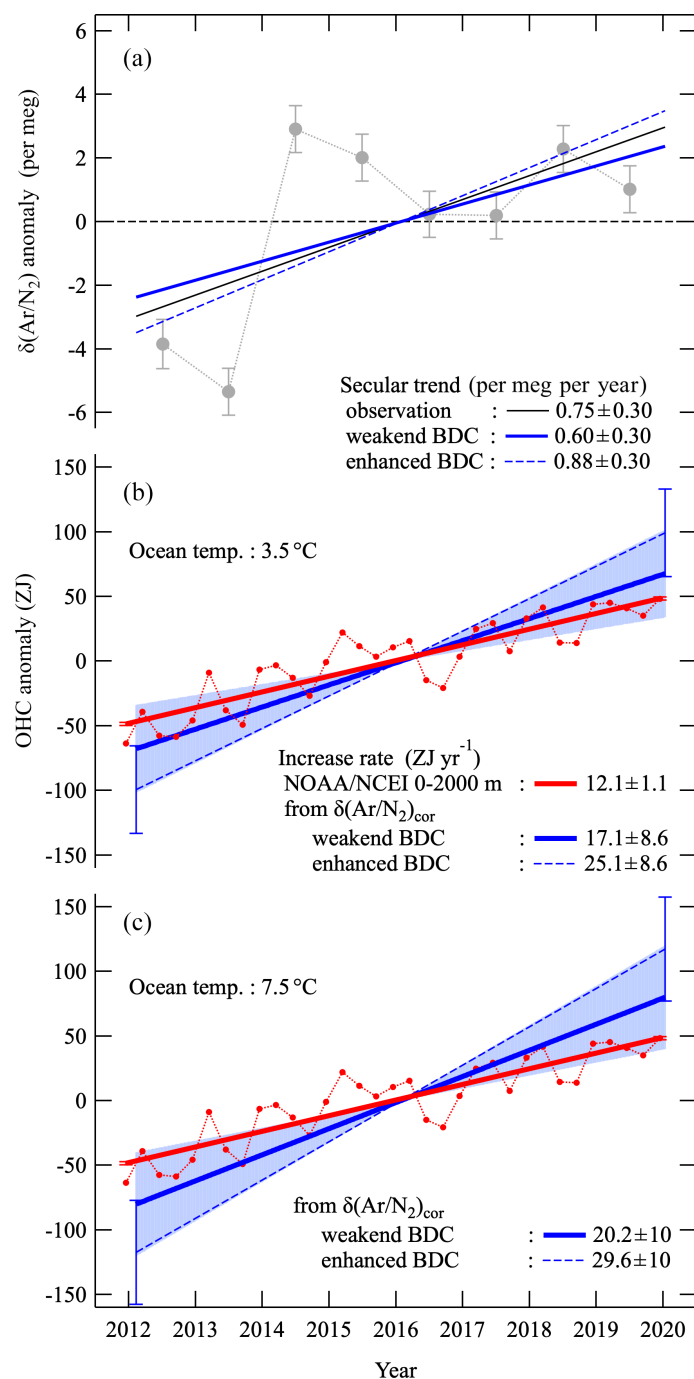 6
4
2
0
-2
-4
-6
δ(Ar/N2) anomaly (per meg)
(a)
Secular trend (per meg per year)
observation : 0.75±0.30
weakend BDC : 0.60±0.30
enhanced BDC : 0.88±0.30
150
100
50
0
-50
-100
-150
OHC anomaly (ZJ)
(b)
Ocean temp. : 3.5 °C
Increase rate (ZJ yr-1)
NOAA/NCEI 0-2000 m : 12.1±1.1
from δ(Ar/N2)cor
weakend BDC : 17.1±8.6
enhanced BDC : 25.1±8.6
150
100
50
0
-50
-100
-150
(c)
Ocean temp. : 7.5 °C
from δ(Ar/N2)cor
weakend BDC : 20.2±10
enhanced BDC : 29.6±10
2012 2013 2014 2015 2016 2017 2018 2019 2020
Year